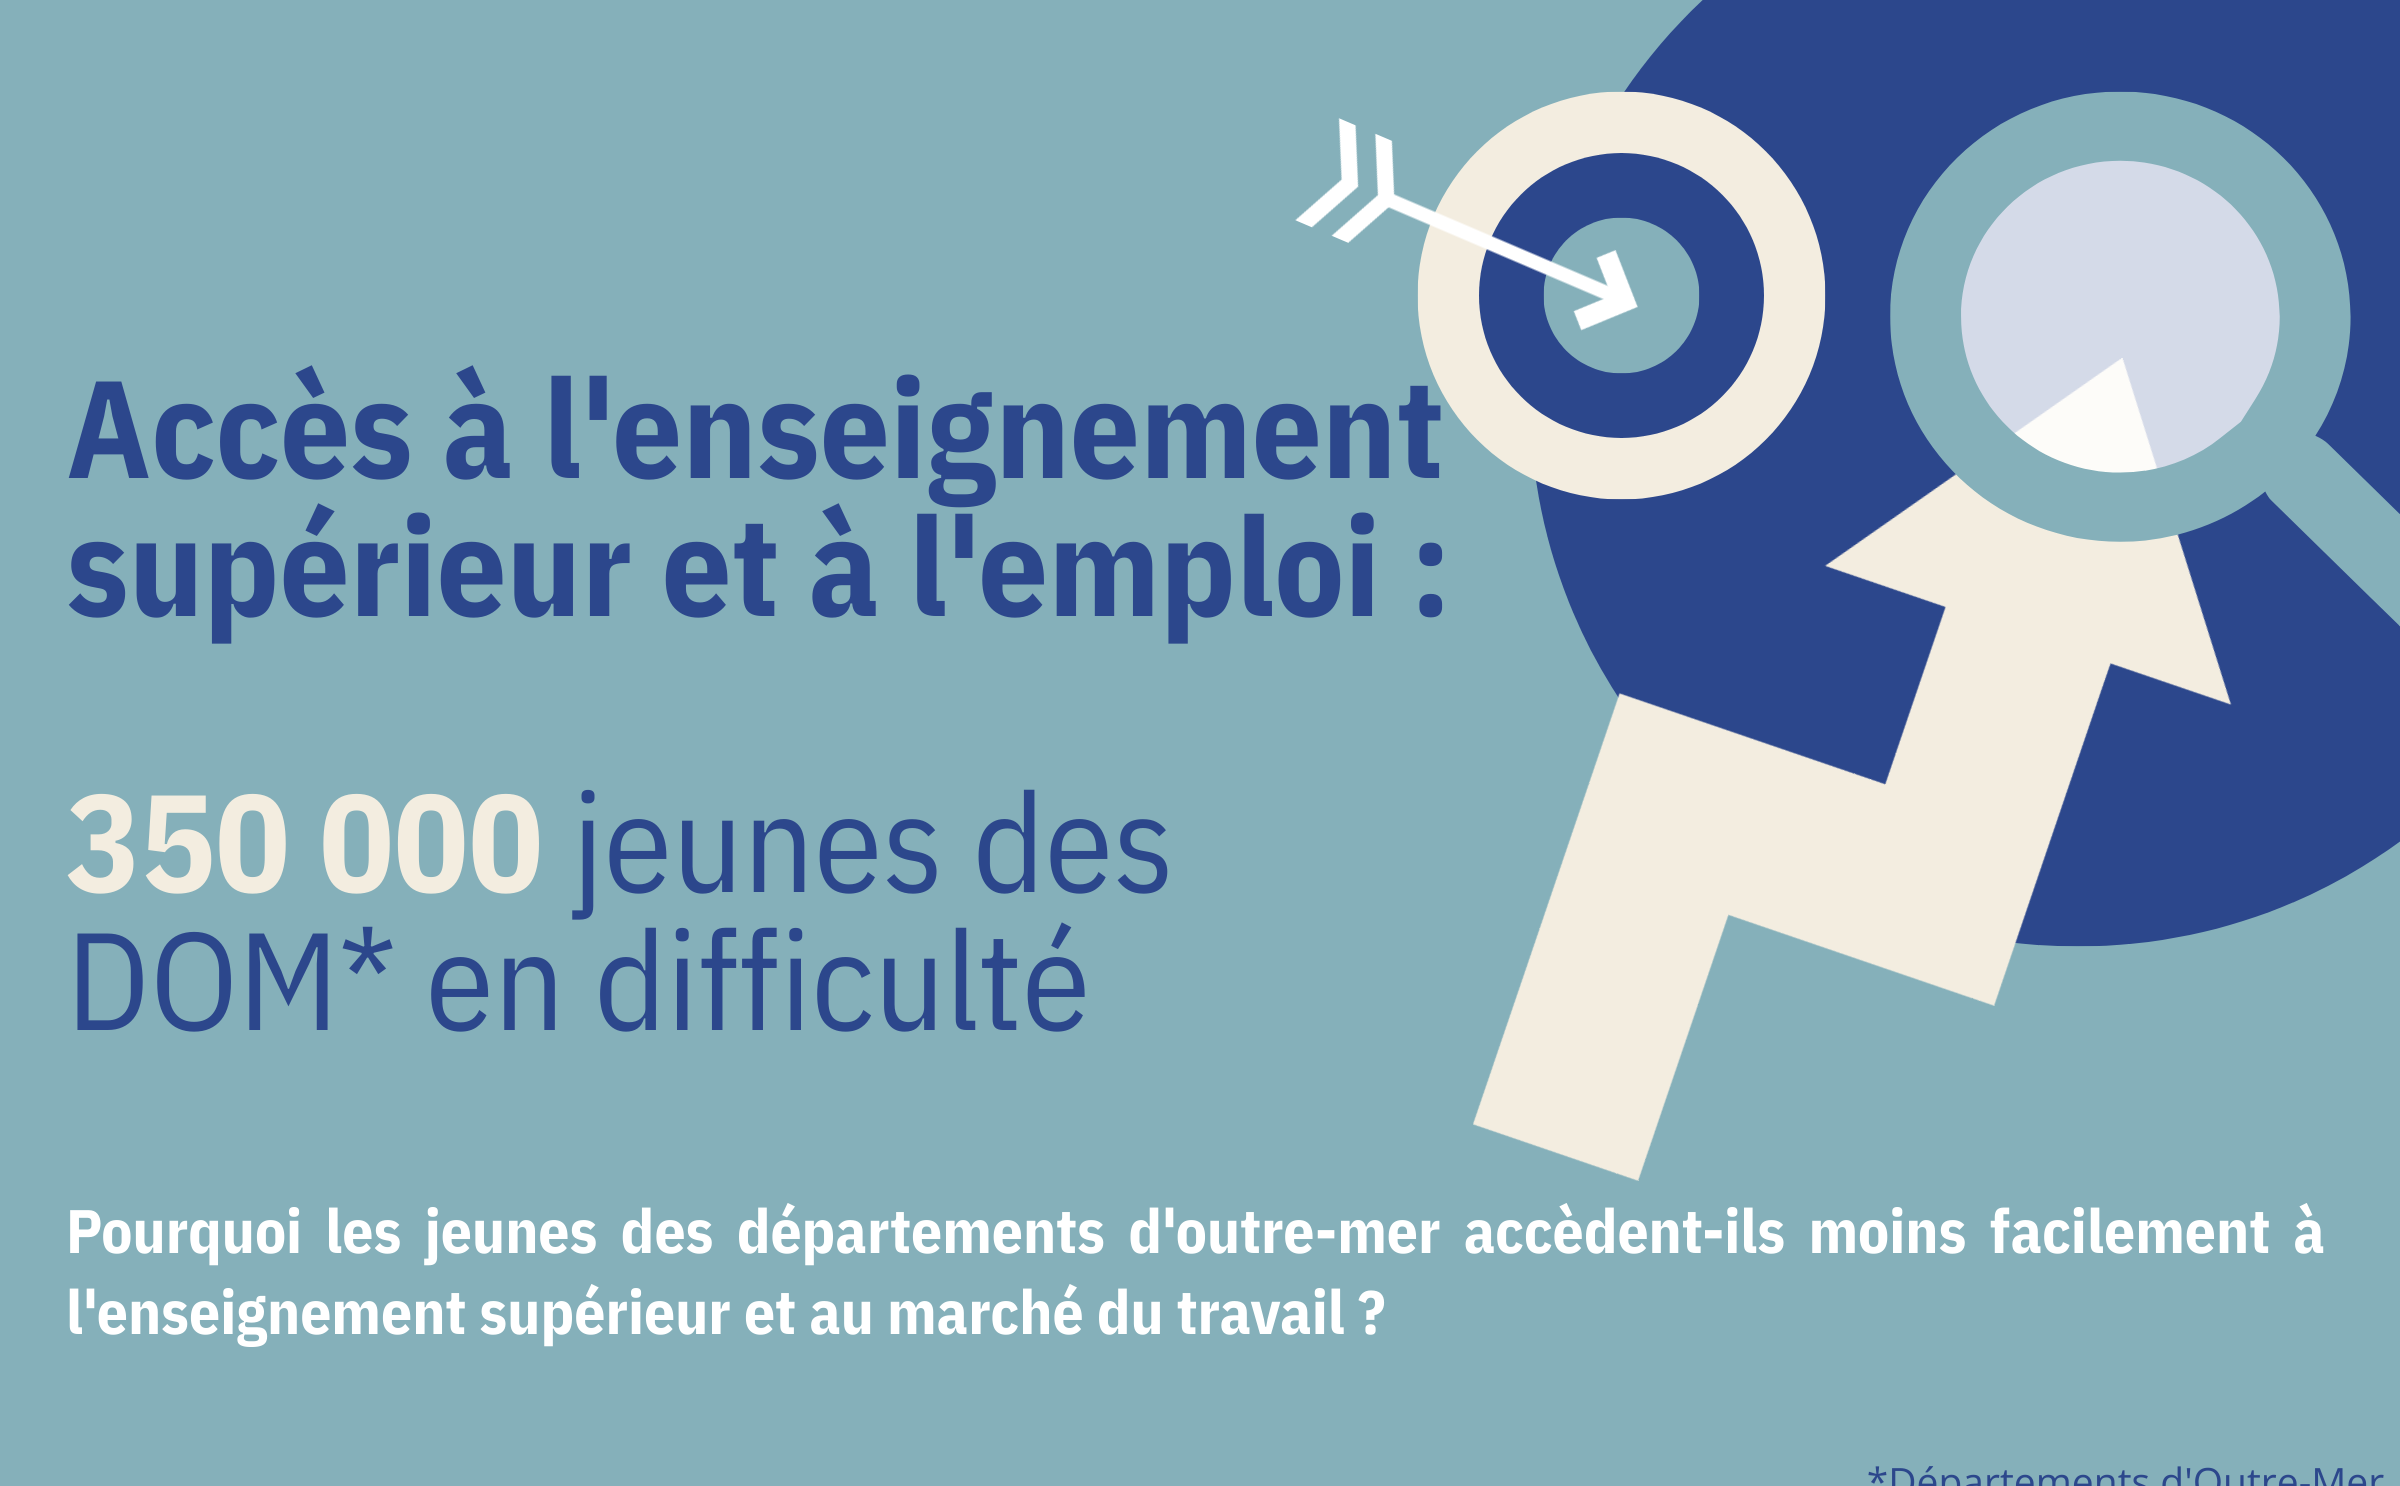 Accès à l'enseignement
supérieur et à l'emploi :
350 000 jeunes des
DOM* en difficulté
Pourquoi les jeunes des départements d'outre-mer accèdent-ils moins facilement à
l'enseignement supérieur et au marché du travail ?
*Départements d'Outre-Mer